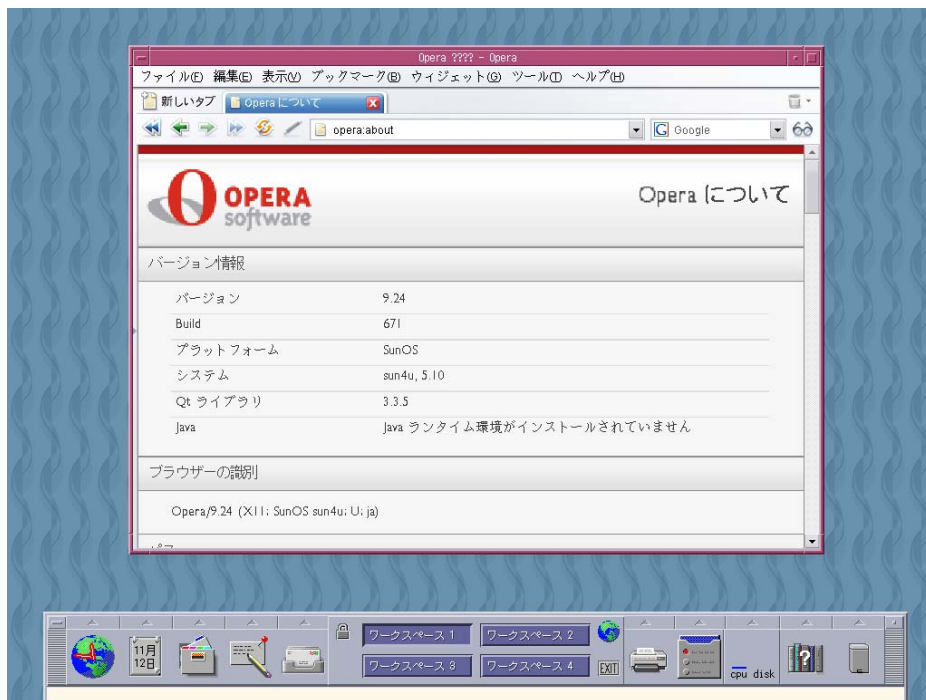 Opera ???? - Opera
ファイル(F) 編集(E) 表示(V) ブックマーク(B) ウィジェット(G) ツール(T) ヘルプ(H)
新しいタブ Opera について
opera:about Google
OPERA software
Opera について
バージョン情報
バージョン 9.24
Build 671
プラットフォーム SunOS
システム sun4u, 5.10
Qt ライブラリ 3.3.5
Java Java ランタイム環境がインストールされていません
ブラウザーの識別
Opera/9.24 (X11; SunOS sun4u; U; ja)
11月
12日
ワークスペース 1 ワークスペース 2
ワークスペース 3 ワークスペース 4
EXIT
cpu disk